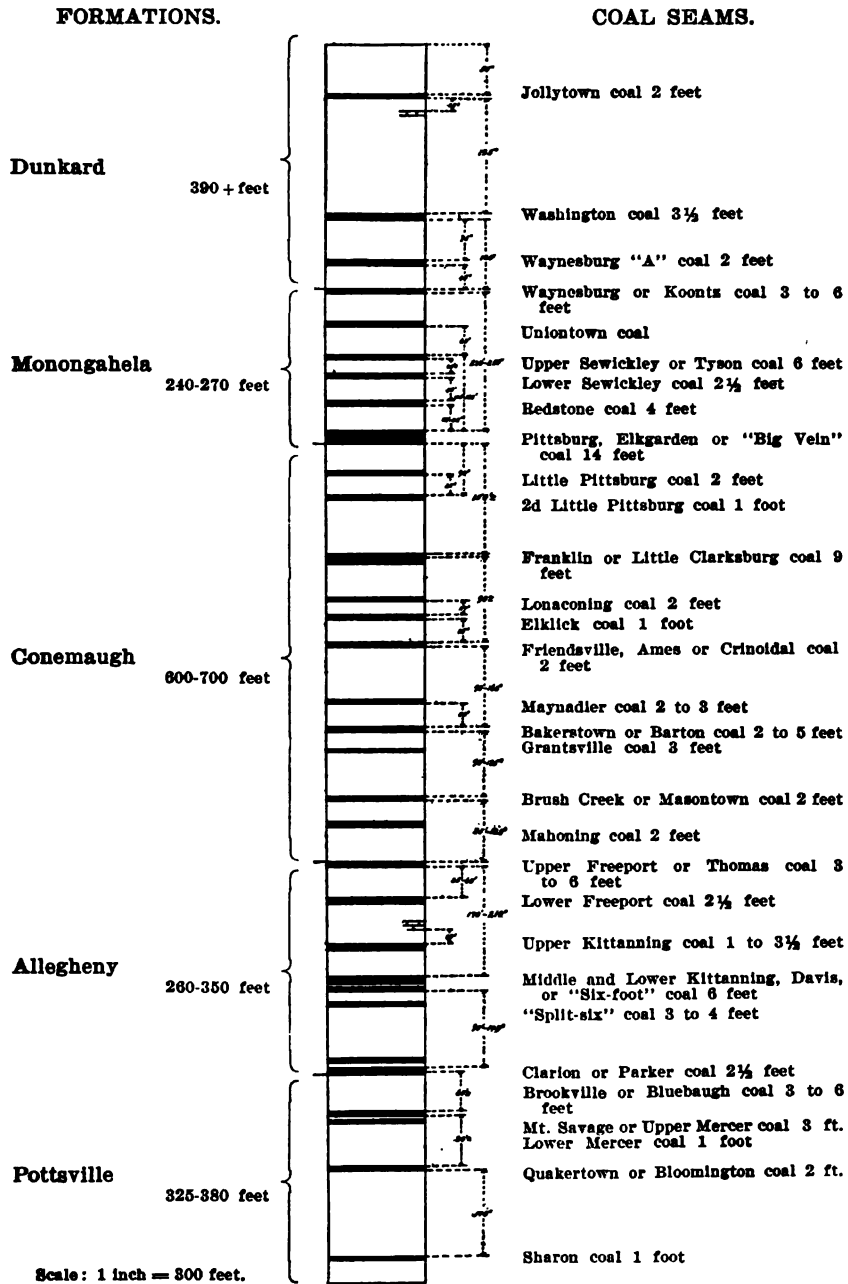 FORMATIONS.
COAL SEAMS.
Jollytown coal 2 feet
Dunkard
390 + feet
Washington coal 3½ feet
Waynesburg "A" coal 2 feet
Waynesburg or Koontz coal 3 to 6
feet
Uniontown coal
Monongahela
240-270 feet
Upper Sewickley or Tyson coal 6 feet
Lower Sewickley coal 2½ feet
Redstone coal 4 feet
Pittsburg, Elkgarden or "Big Vein"
coal 14 feet
Little Pittsburg coal 2 feet
2d Little Pittsburg coal 1 foot
Franklin or Little Clarksburg coal 9
feet
Lonaconing coal 2 feet
Elklick coal 1 foot
Conemaugh
600-700 feet
Friendsville, Ames or Crinoidal coal
2 feet
Maynadier coal 2 to 3 feet
Bakerstown or Barton coal 2 to 5 feet
Grantsville coal 3 feet
Brush Creek or Masontown coal 2 feet
Mahoning coal 2 feet
Upper Freeport or Thomas coal 3
to 6 feet
Lower Freeport coal 2½ feet
Upper Kittanning coal 1 to 3½ feet
Allegheny
260-350 feet
Middle and Lower Kittanning, Davis,
or "Six-foot" coal 6 feet
"Split-six" coal 3 to 4 feet
Clarion or Parker coal 2½ feet
Brookville or Bluebaugh coal 3 to 6
feet
Mt. Savage or Upper Mercer coal 3 ft.
Lower Mercer coal 1 foot
Pottsville
325-380 feet
Quakertown or Bloomington coal 2 ft.
Sharon coal 1 foot
Scale: 1 inch = 300 feet.